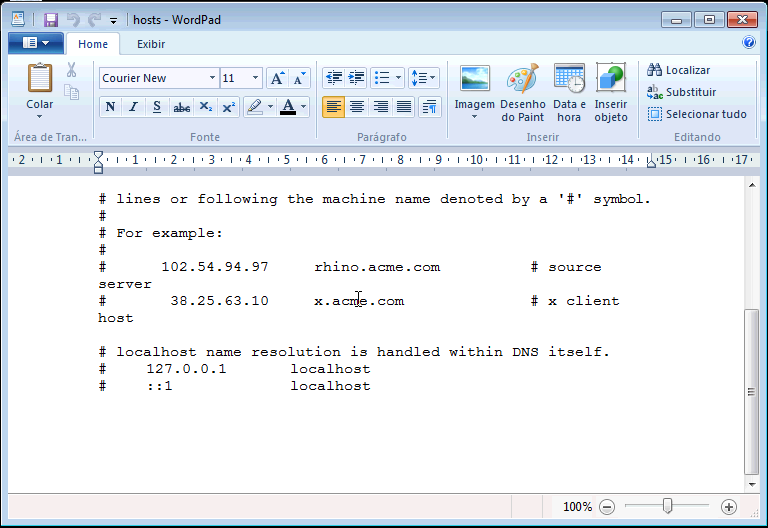 hosts - WordPad
Home Exibir
Colar
Courier New 11
N I S abc X₂ X²
A A
A
Imagem
Desenho do Paint
Data e hora
Inserir objeto
Localizar
Substituir
Selecionar tudo
Área de Tran... Fonte Parágrafo Inserir Editando
2 1 1 2 3 4 5 6 7 8 9 10 11 12 13 14 15 16 17
# lines or following the machine name denoted by a '#' symbol.
#
# For example:
#
# 102.54.94.97 rhino.acme.com # source
server
# 38.25.63.10 x.acme.com # x client
host
# localhost name resolution is handled within DNS itself.
# 127.0.0.1 localhost
# ::1 localhost
100%